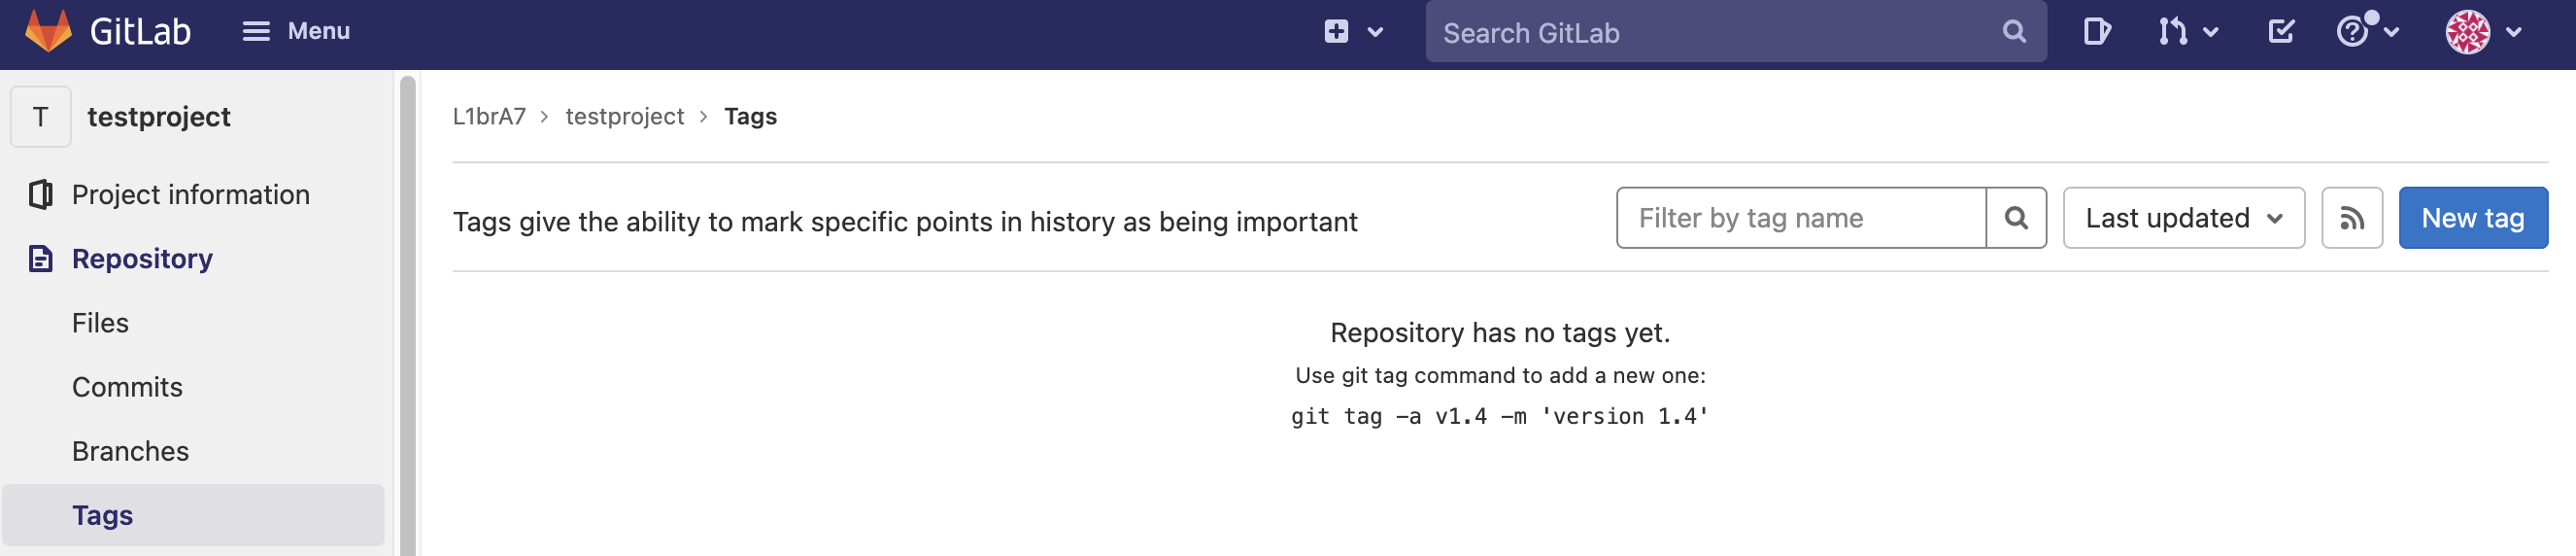 GitLab
Menu
Search GitLab
T testproject
Project information
Repository
Files
Commits
Branches
Tags
L1brA7 > testproject > Tags
Tags give the ability to mark specific points in history as being important
Filter by tag name
Last updated
New tag
Repository has no tags yet.
Use git tag command to add a new one:
git tag -a v1.4 -m 'version 1.4'